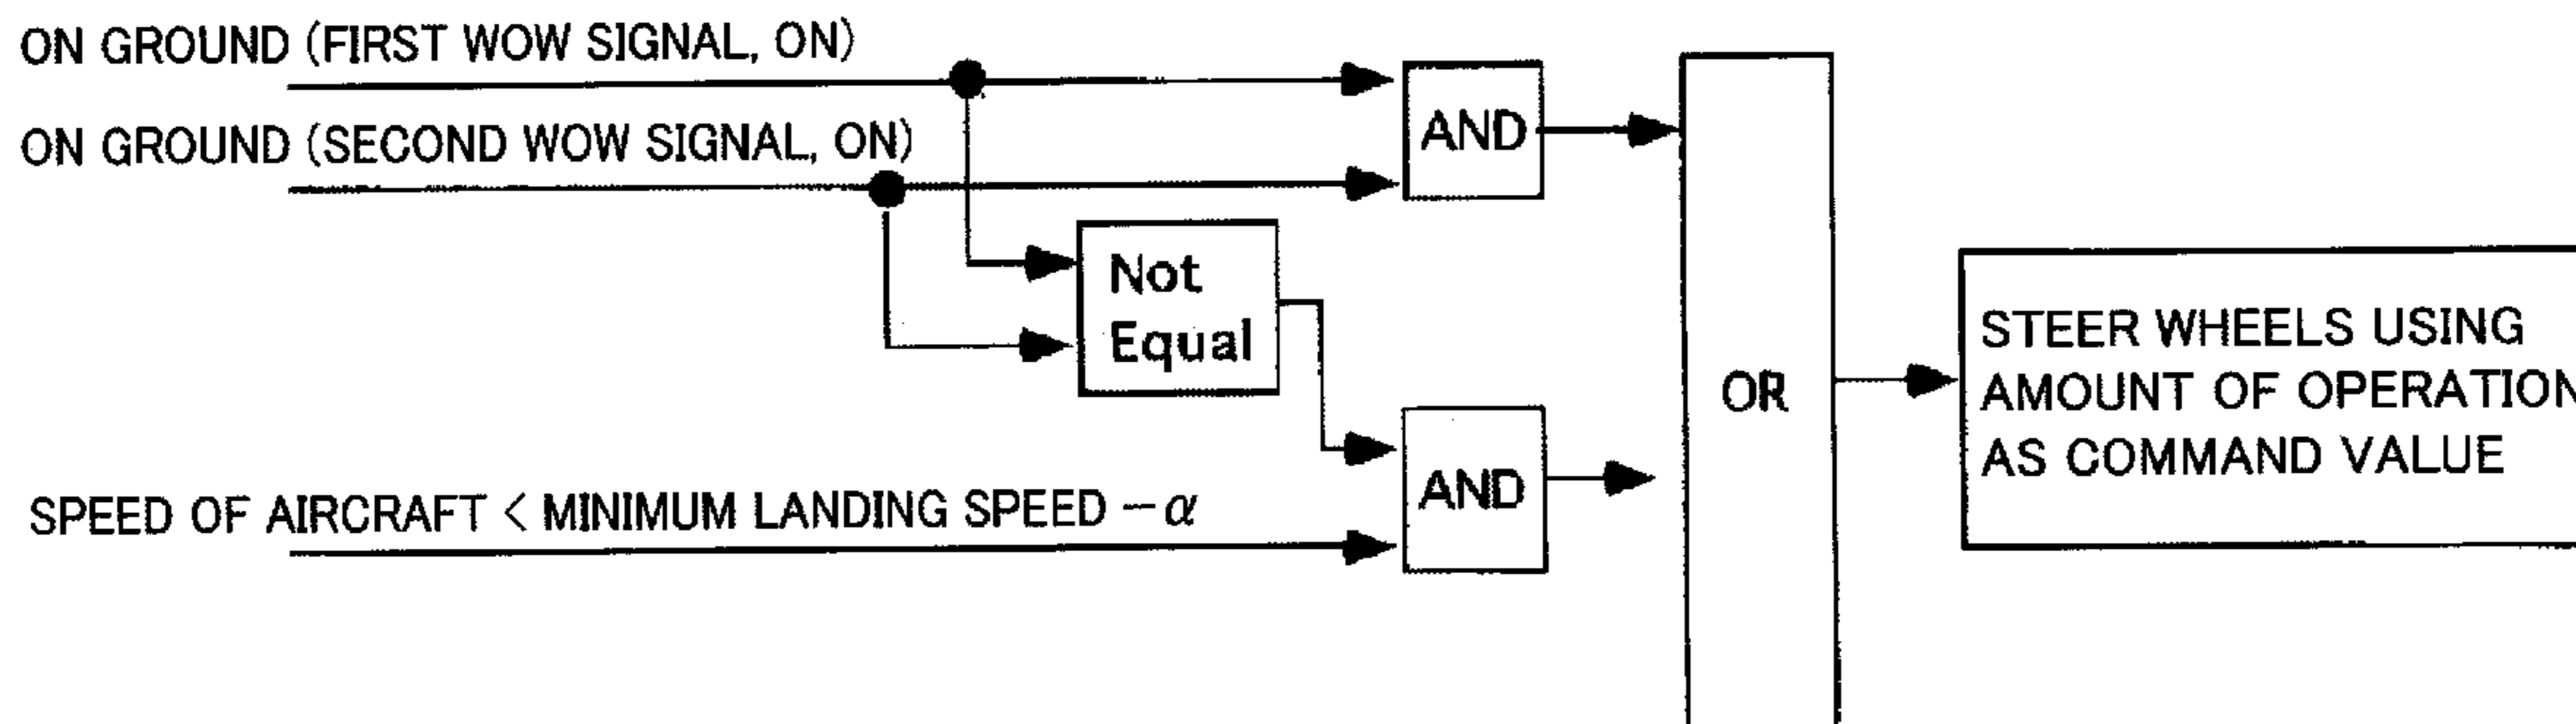 ON GROUND (FIRST WOW SIGNAL, ON)
ON GROUND (SECOND WOW SIGNAL, ON)
AND
Not
Equal
SPEED OF AIRCRAFT < MINIMUM LANDING SPEED −α
AND
OR
STEER WHEELS USING
AMOUNT OF OPERATION
AS COMMAND VALUE